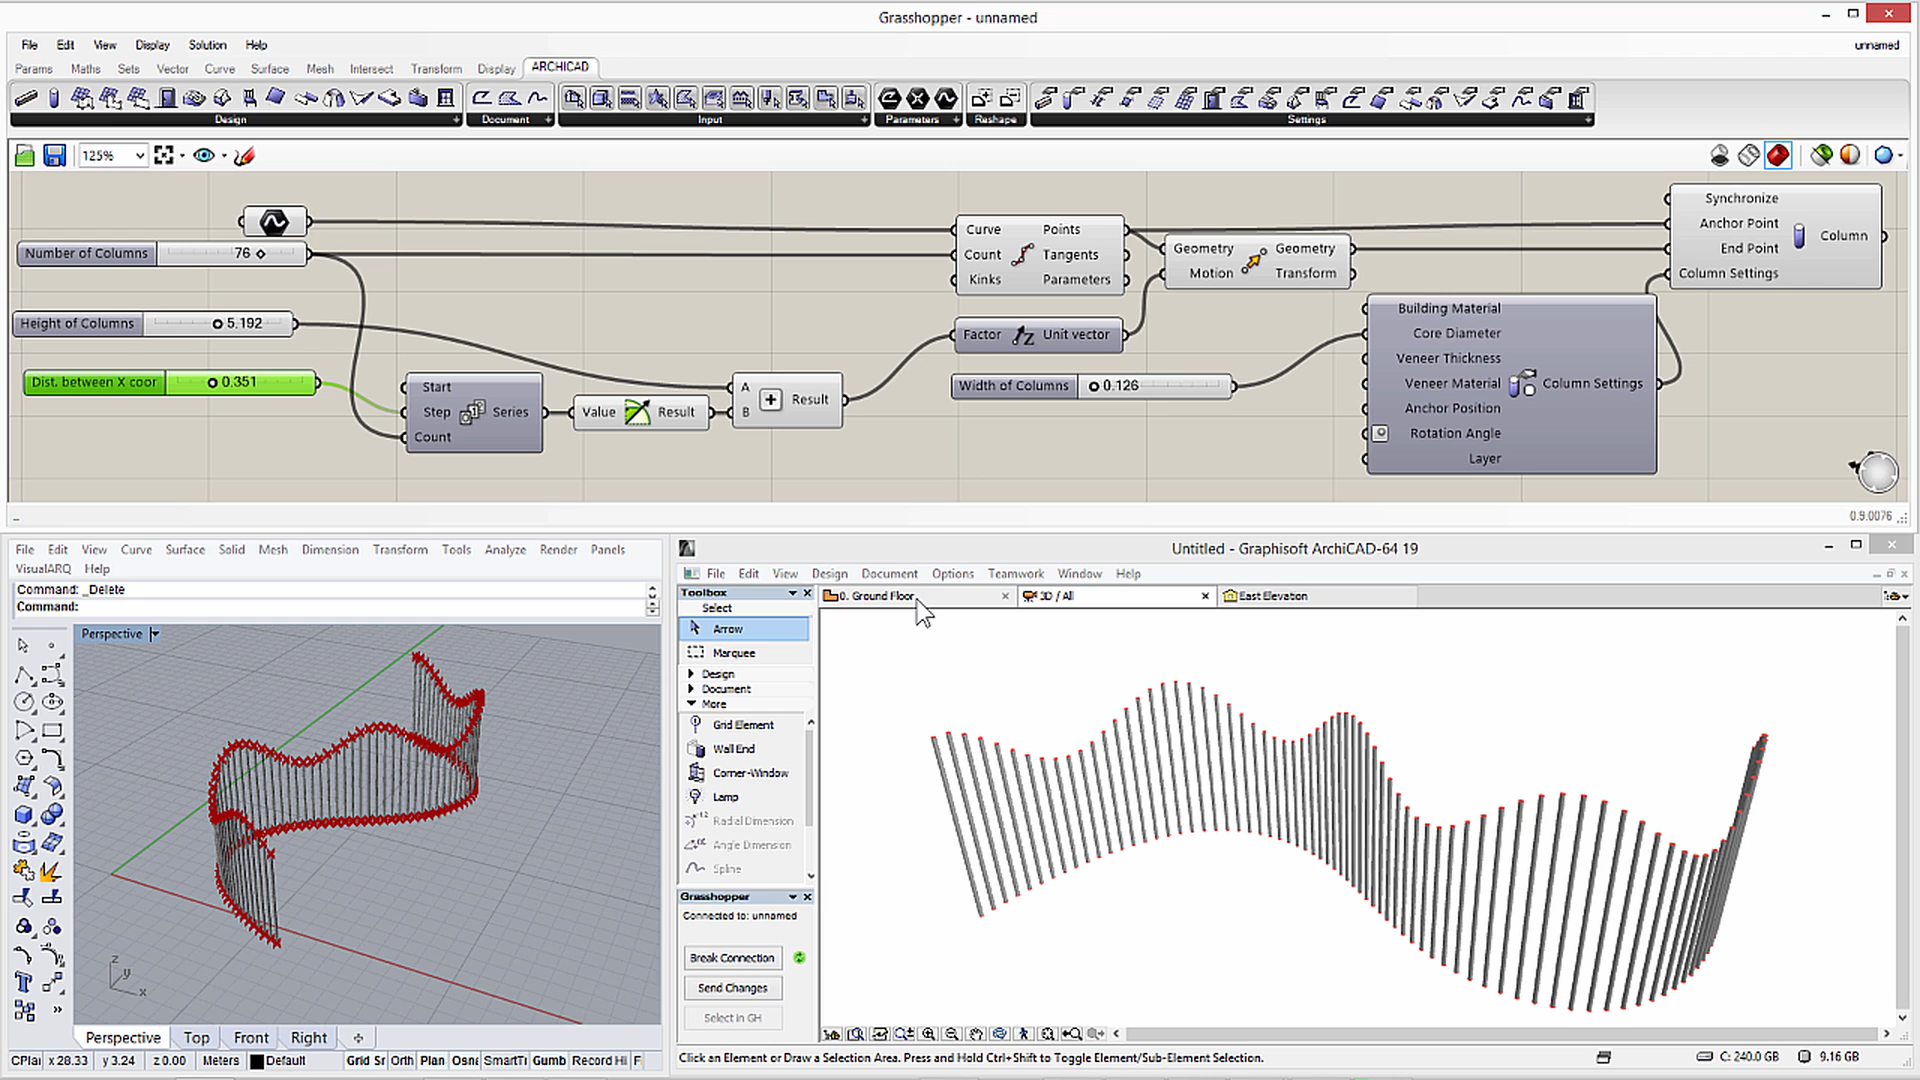 Grasshopper - unnamed
File Edit View Display Solution Help unnamed
Params Maths Sets Vector Curve Surface Mesh Intersect Transform Display ARCHICAD
Design Document Input Parameters Reshape Settings
125%
Number of Columns 76
Height of Columns 5.192
Dist. between X coor 0.351
Start
Step Series
Count
Value Result
A
B
Result
Curve Points
Count Tangents
Kinks Parameters
Factor Unit vector
Width of Columns 0.126
Geometry Geometry
Motion Transform
Building Material
Core Diameter
Veneer Thickness
Veneer Material Column Settings
Anchor Position
Rotation Angle
Layer
Synchronize
Anchor Point
Column
End Point
Column Settings
0.9.0076
File Edit View Curve Surface Solid Mesh Dimension Transform Tools Analyze Render Panels
VisualARQ Help
Command: _Delete
Command:
Perspective
z
y
x
Perspective Top Front Right
CPlai x 28.33 y 3.24 z 0.00 Meters Default Grid Sr Orth Plan Osna SmartTi Gumb Record Hi F
Untitled - Graphisoft ArchiCAD-64 19
File Edit View Design Document Options Teamwork Window Help
Toolbox
0. Ground Floor 3D / All East Elevation
Select
Arrow
Marquee
Design
Document
More
Grid Element
Wall End
Corner-Window
Lamp
Radial Dimension
Angle Dimension
Spline
Grasshopper
Connected to: unnamed
Break Connection
Send Changes
Select in GH
Click an Element or Draw a Selection Area. Press and Hold Ctrl+Shift to Toggle Element/Sub-Element Selection.
C: 240.0 GB 9.16 GB